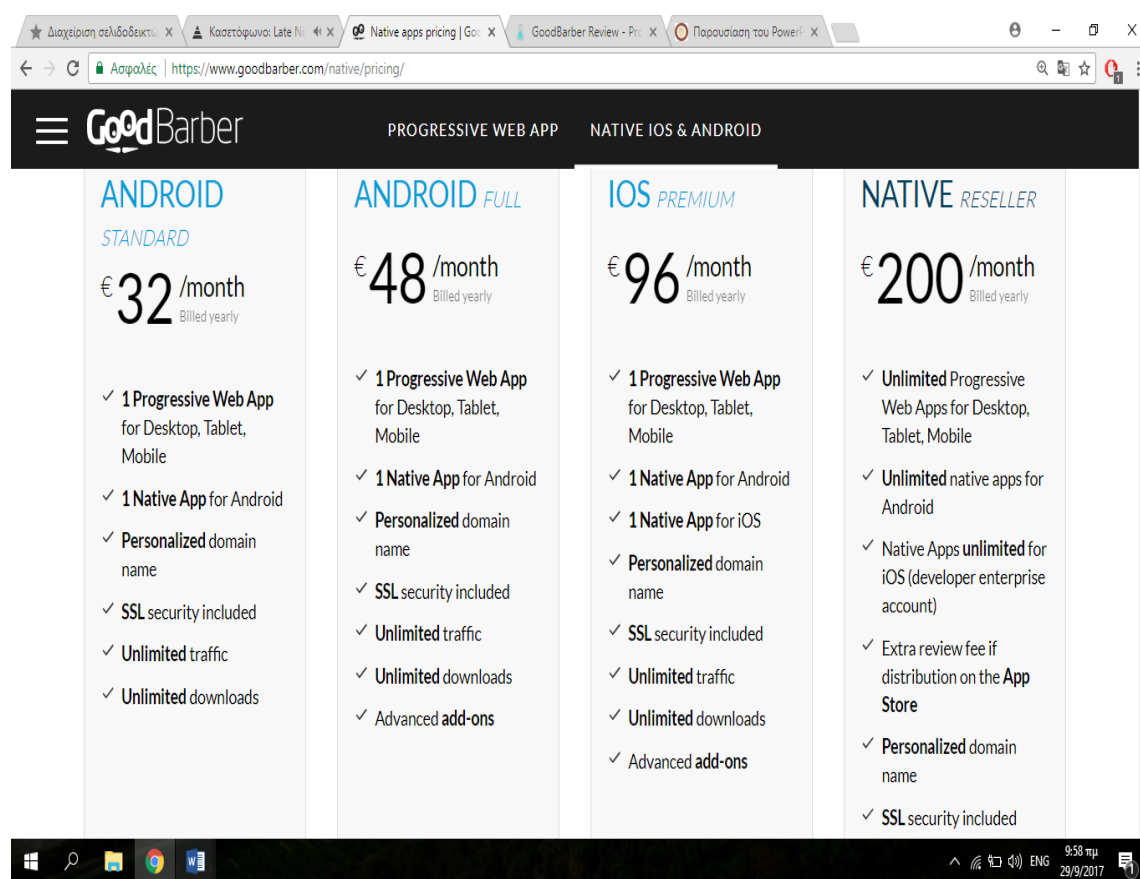 Διαχείριση σελιδοδεικτώ
Κασετόφωνο: Late Ni
Native apps pricing | Goo
GoodBarber Review - Pro
Παρουσίαση του PowerP
Ασφαλές | https://www.goodbarber.com/native/pricing/
GoodBarber
PROGRESSIVE WEB APP
NATIVE IOS & ANDROID
ANDROID
STANDARD
€32 /month
Billed yearly
✓ 1 Progressive Web App
for Desktop, Tablet,
Mobile
✓ 1 Native App for Android
✓ Personalized domain
name
✓ SSL security included
✓ Unlimited traffic
✓ Unlimited downloads
ANDROID FULL
€48 /month
Billed yearly
✓ 1 Progressive Web App
for Desktop, Tablet,
Mobile
✓ 1 Native App for Android
✓ Personalized domain
name
✓ SSL security included
✓ Unlimited traffic
✓ Unlimited downloads
✓ Advanced add-ons
IOS PREMIUM
€96 /month
Billed yearly
✓ 1 Progressive Web App
for Desktop, Tablet,
Mobile
✓ 1 Native App for Android
✓ 1 Native App for iOS
✓ Personalized domain
name
✓ SSL security included
✓ Unlimited traffic
✓ Unlimited downloads
✓ Advanced add-ons
NATIVE RESELLER
€200 /month
Billed yearly
✓ Unlimited Progressive
Web Apps for Desktop,
Tablet, Mobile
✓ Unlimited native apps for
Android
✓ Native Apps unlimited for
iOS (developer enterprise
account)
✓ Extra review fee if
distribution on the App
Store
✓ Personalized domain
name
✓ SSL security included
ENG
9:58 πμ
29/9/2017